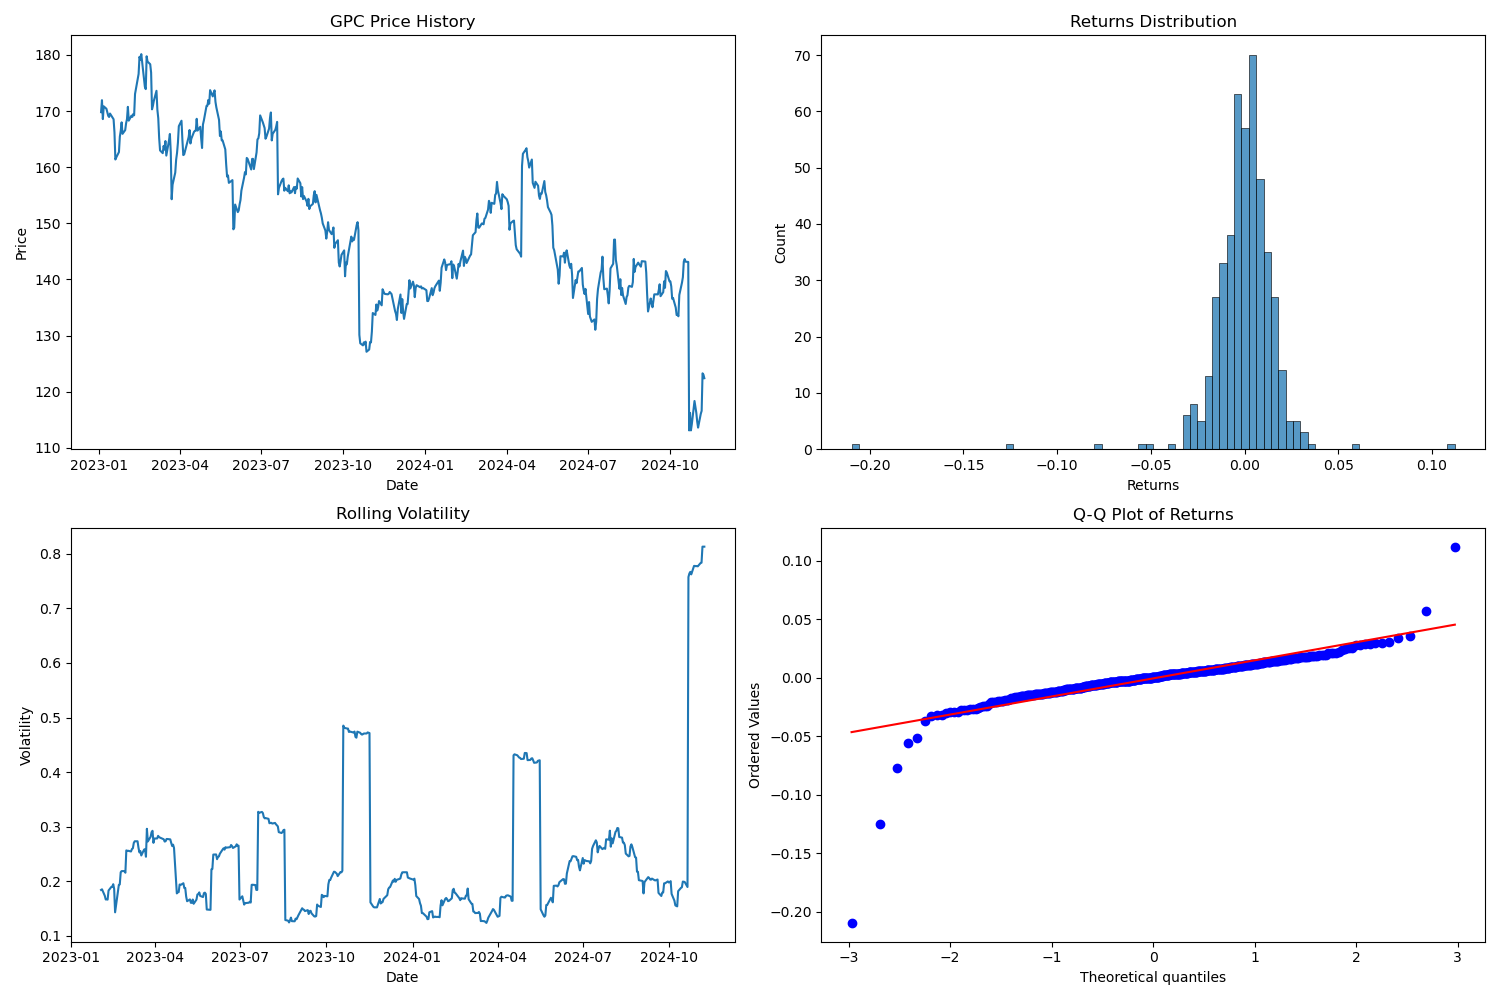 GPC Price History
Price
180
170
160
150
140
130
120
110
2023-01 2023-04 2023-07 2023-10 2024-01 2024-04 2024-07 2024-10
Date
Returns Distribution
Count
70
60
50
40
30
20
10
0
−0.20 −0.15 −0.10 −0.05 0.00 0.05 0.10
Returns
Rolling Volatility
Volatility
0.8
0.7
0.6
0.5
0.4
0.3
0.2
0.1
2023-01 2023-04 2023-07 2023-10 2024-01 2024-04 2024-07 2024-10
Date
Q-Q Plot of Returns
Ordered Values
0.10
0.05
0.00
−0.05
−0.10
−0.15
−0.20
−3 −2 −1 0 1 2 3
Theoretical quantiles